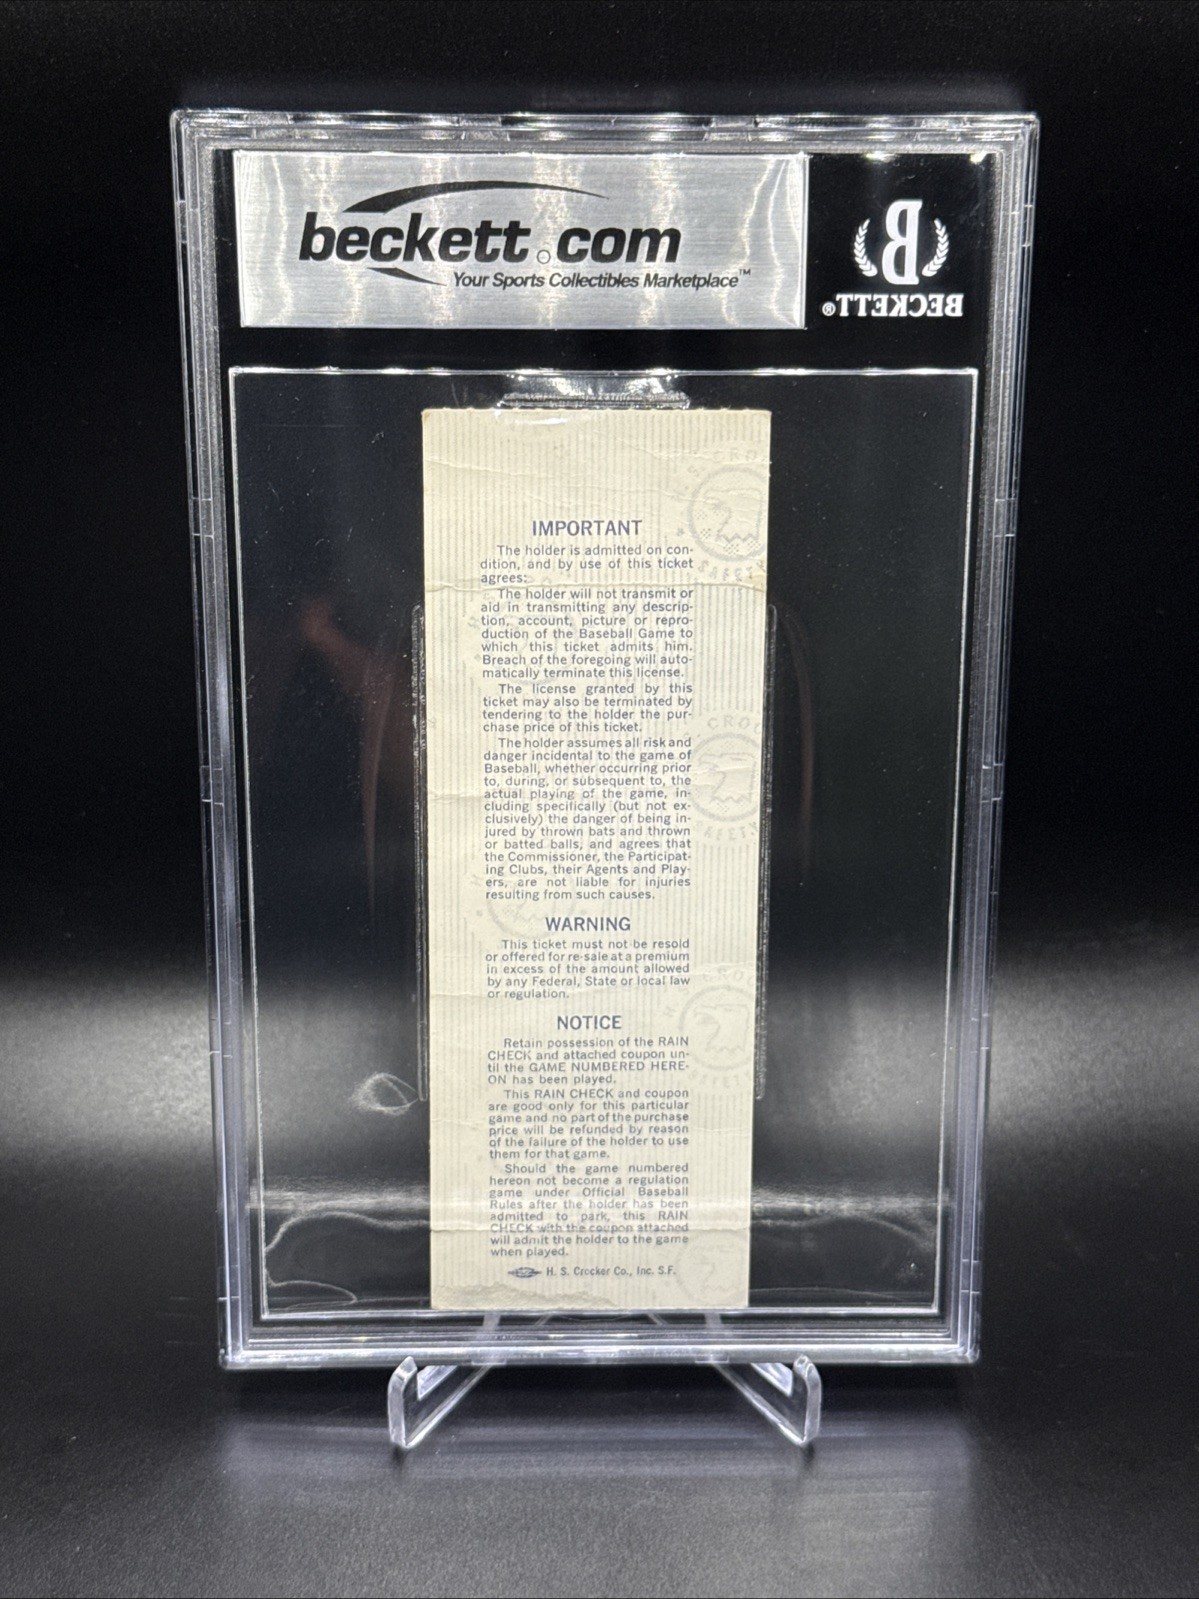 beckett.com
Your Sports Collectibles Marketplace™
B
BECKETT®
IMPORTANT
The holder is admitted on con-
dition, and by use of this ticket
agrees:
The holder will not transmit or
aid in transmitting any descrip-
tion, account, picture or repro-
duction of the Baseball Game to
which this ticket admits him.
Breach of the foregoing will auto-
matically terminate this license.
The license granted by this
ticket may also be terminated by
tendering to the holder the pur-
chase price of this ticket.
The holder assumes all risk and
danger incidental to the game of
Baseball, whether occurring prior
to, during, or subsequent to, the
actual playing of the game, in-
cluding specifically (but not ex-
clusively) the danger of being in-
jured by thrown bats and thrown
or batted balls, and agrees that
the Commissioner, the Participat-
ing Clubs, their Agents and Play-
ers, are not liable for injuries
resulting from such causes.
WARNING
This ticket must not be resold
or offered for re-sale at a premium
in excess of the amount allowed
by any Federal, State or local law
or regulation.
NOTICE
Retain possession of the RAIN
CHECK and attached coupon un-
til the GAME NUMBERED HERE-
ON has been played.
This RAIN CHECK and coupon
are good only for this particular
game and no part of the purchase
price will be refunded by reason
of the failure of the holder to use
them for that game.
Should the game numbered
hereon not become a regulation
game under Official Baseball
Rules after the holder has been
admitted to park, this RAIN
CHECK with the coupon attached
will admit the holder to the game
when played.
H. S. Crocker Co., Inc. S.F.